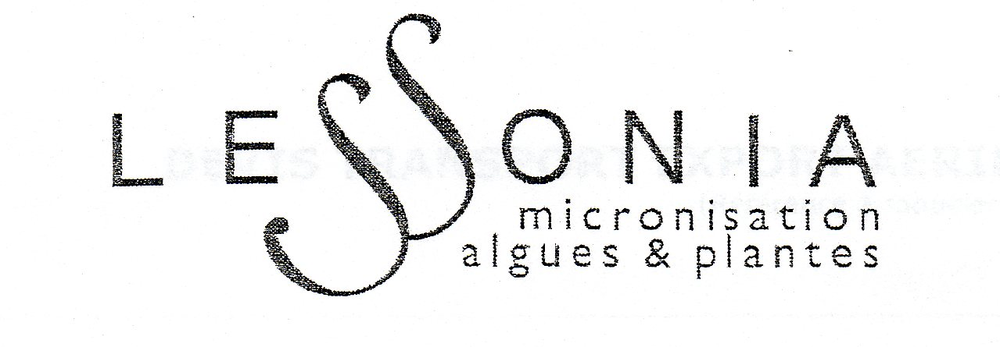 LESSONIA
micronisation
algues & plantes